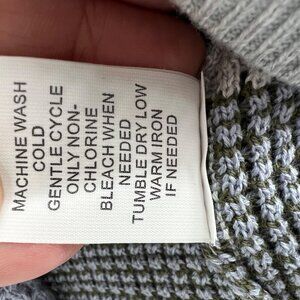 MACHINE WASH
COLD
GENTLE CYCLE
ONLY NON-
CHLORINE
BLEACH WHEN
NEEDED
TUMBLE DRY LOW
WARM IRON
IF NEEDED